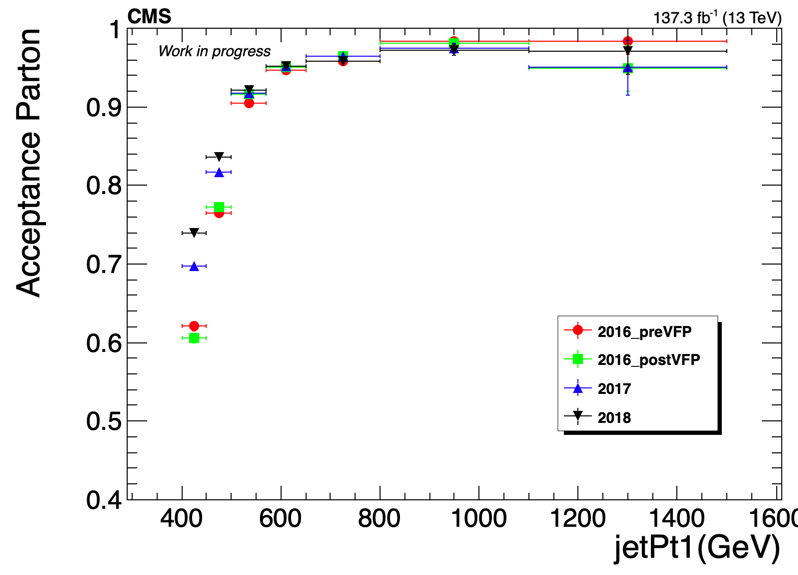 CMS 137.3 fb⁻¹ (13 TeV)
Work in progress
Acceptance Parton
1
0.9
0.8
0.7
0.6
0.5
0.4
2016_preVFP
2016_postVFP
2017
2018
400 600 800 1000 1200 1400 1600
jetPt1(GeV)